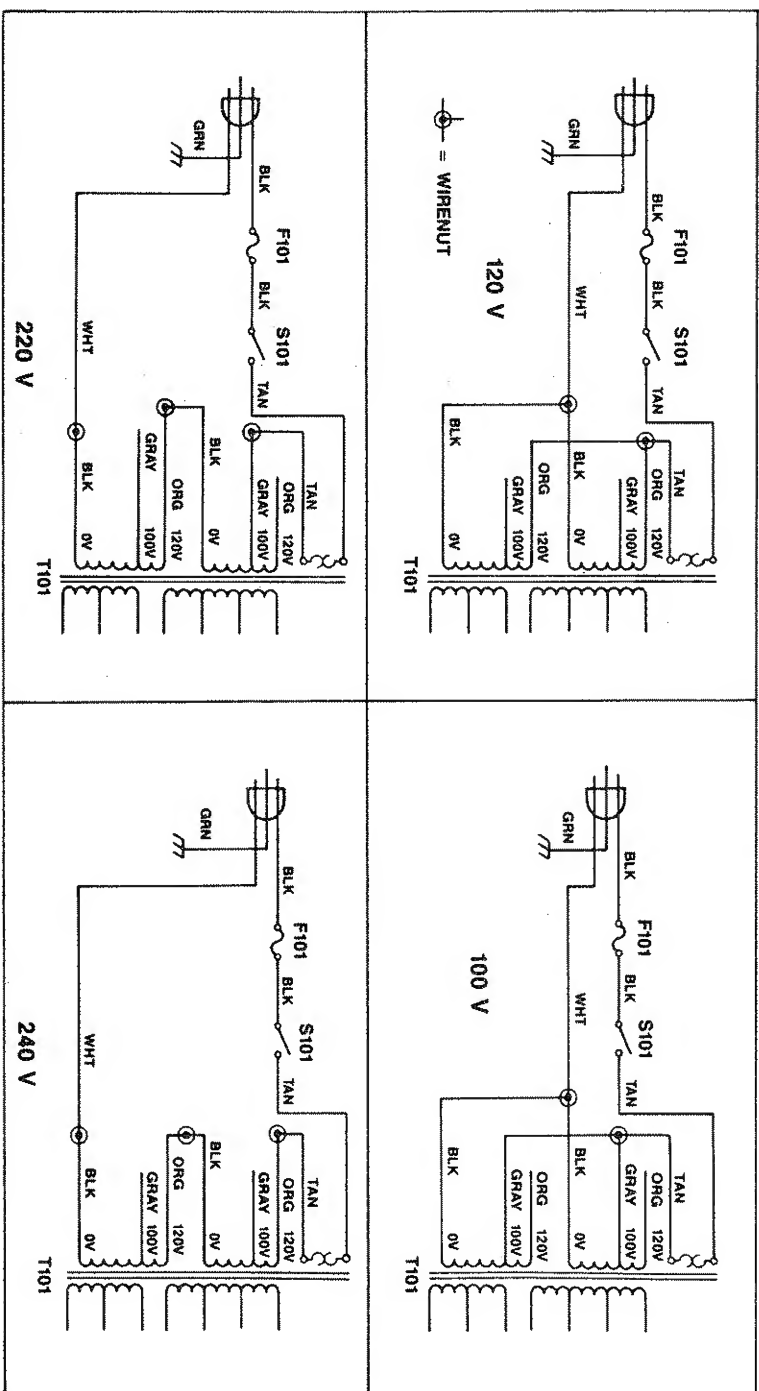 TAN
BLK F101 BLK S101 TAN
ORG 120V
GRAY 100V
GRN
WHT
BLK 0V
ORG 120V
GRAY 100V
120 V
BLK 0V
= WIRENUT
T101
TAN
BLK F101 BLK S101 TAN
ORG 120V
GRAY 100V
GRN
WHT
BLK 0V
ORG 120V
GRAY 100V
100 V
BLK 0V
T101
TAN
BLK F101 BLK S101 TAN
ORG 120V
GRAY 100V
GRN
BLK 0V
ORG 120V
GRAY 100V
WHT
BLK 0V
220 V
T101
TAN
BLK F101 BLK S101 TAN
ORG 120V
GRAY 100V
GRN
BLK 0V
ORG 120V
GRAY 100V
WHT
BLK 0V
240 V
T101